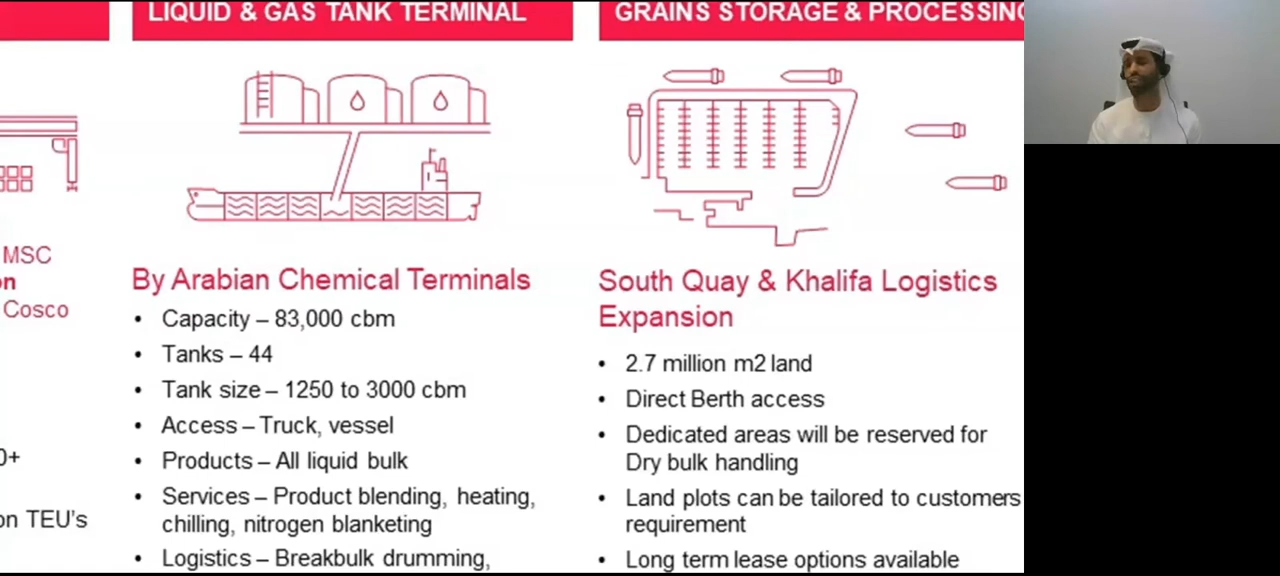 LIQUID & GAS TANK TERMINAL
GRAINS STORAGE & PROCESSING
MSC
on
Cosco
0+
on TEU's
By Arabian Chemical Terminals
• Capacity – 83,000 cbm
• Tanks – 44
• Tank size – 1250 to 3000 cbm
• Access – Truck, vessel
• Products – All liquid bulk
• Services – Product blending, heating,
chilling, nitrogen blanketing
• Logistics – Breakbulk drumming,
South Quay & Khalifa Logistics
Expansion
• 2.7 million m2 land
• Direct Berth access
• Dedicated areas will be reserved for
Dry bulk handling
• Land plots can be tailored to customers
requirement
• Long term lease options available